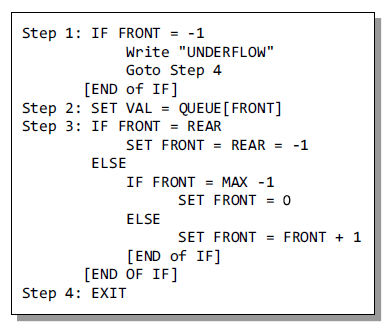 Step 1: IF FRONT = -1
Write "UNDERFLOW"
Goto Step 4
[END of IF]
Step 2: SET VAL = QUEUE[FRONT]
Step 3: IF FRONT = REAR
SET FRONT = REAR = -1
ELSE
IF FRONT = MAX -1
SET FRONT = 0
ELSE
SET FRONT = FRONT + 1
[END of IF]
[END OF IF]
Step 4: EXIT